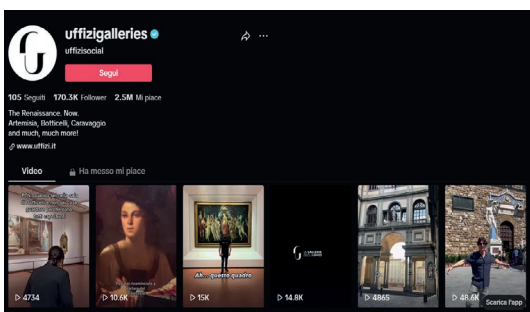 uffizigalleries
uffizisocial
Segui
105 Seguiti 170.3K Follower 2.5M Mi piace
The Renaissance. Now.
Artemisia, Botticelli, Caravaggio
and much, much more!
www.uffizi.it
Video Ha messo mi piace
Ah... questo quadro
4734
10.6K
15K
14.8K
4865
48.6K
Scarica l'app